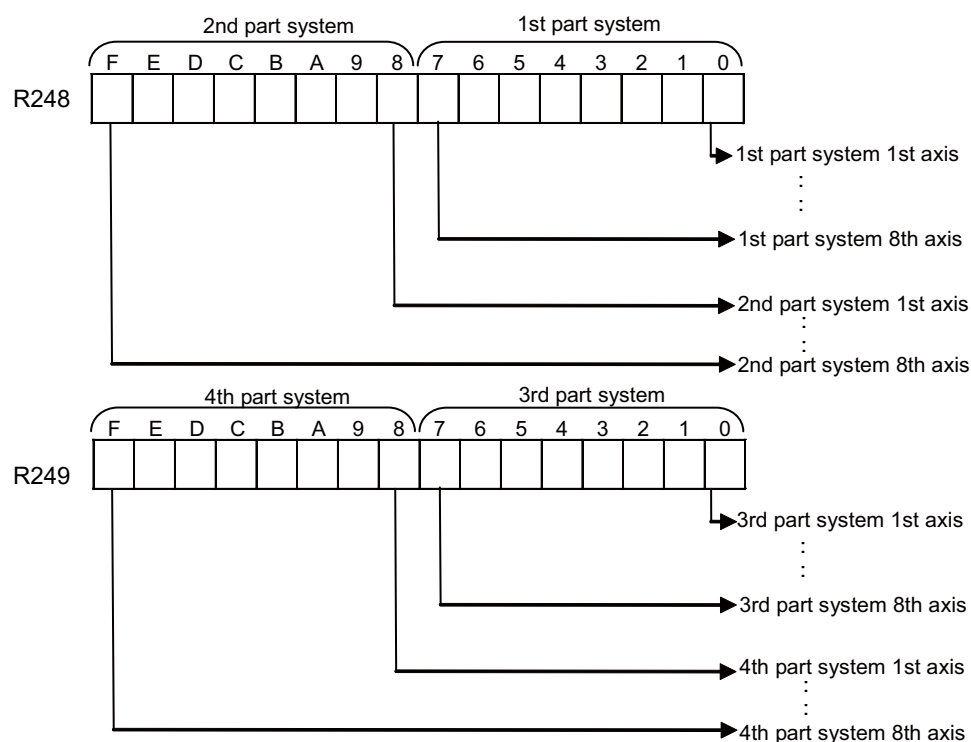 2nd part system 1st part system
F E D C B A 9 8 7 6 5 4 3 2 1 0
R248
1st part system 1st axis
:
:
1st part system 8th axis
2nd part system 1st axis
:
:
2nd part system 8th axis
4th part system 3rd part system
F E D C B A 9 8 7 6 5 4 3 2 1 0
R249
3rd part system 1st axis
:
:
3rd part system 8th axis
4th part system 1st axis
:
:
4th part system 8th axis